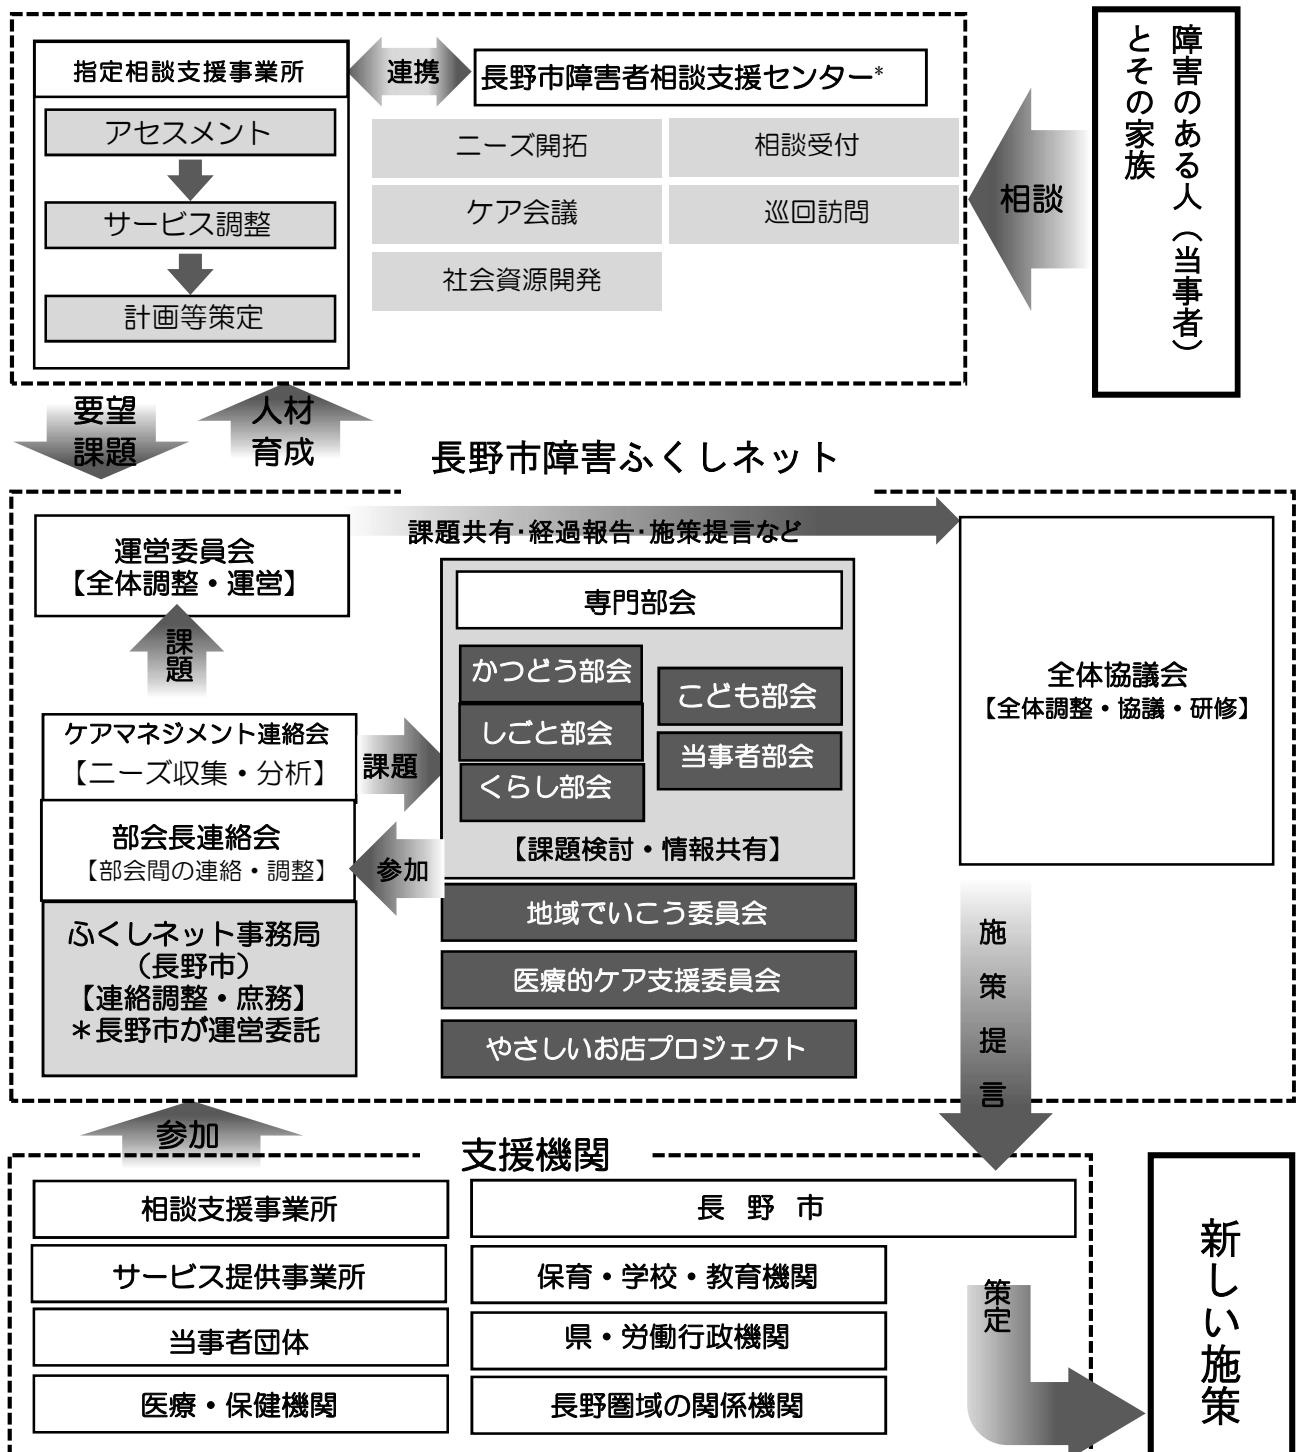 指定相談支援事業所
アセスメント
サービス調整
計画等策定
連携
長野市障害者相談支援センター*
ニーズ開拓
相談受付
ケア会議
巡回訪問
社会資源開発
相談
障害のある人（当事者）
とその家族
要望
課題
人材
育成
長野市障害ふくしネット
運営委員会
【全体調整・運営】
課題共有・経過報告・施策提言など
課題
ケアマネジメント連絡会
【ニーズ収集・分析】
部会長連絡会
【部会間の連絡・調整】
ふくしネット事務局
（長野市）
【連絡調整・庶務】
＊長野市が運営委託
課題
参加
専門部会
かつどう部会
しごと部会
くらし部会
こども部会
当事者部会
【課題検討・情報共有】
地域でいこう委員会
医療的ケア支援委員会
やさしいお店プロジェクト
全体協議会
【全体調整・協議・研修】
施策提言
参加
支援機関
相談支援事業所
サービス提供事業所
当事者団体
医療・保健機関
長 野 市
保育・学校・教育機関
県・労働行政機関
長野圏域の関係機関
策定
新しい施策